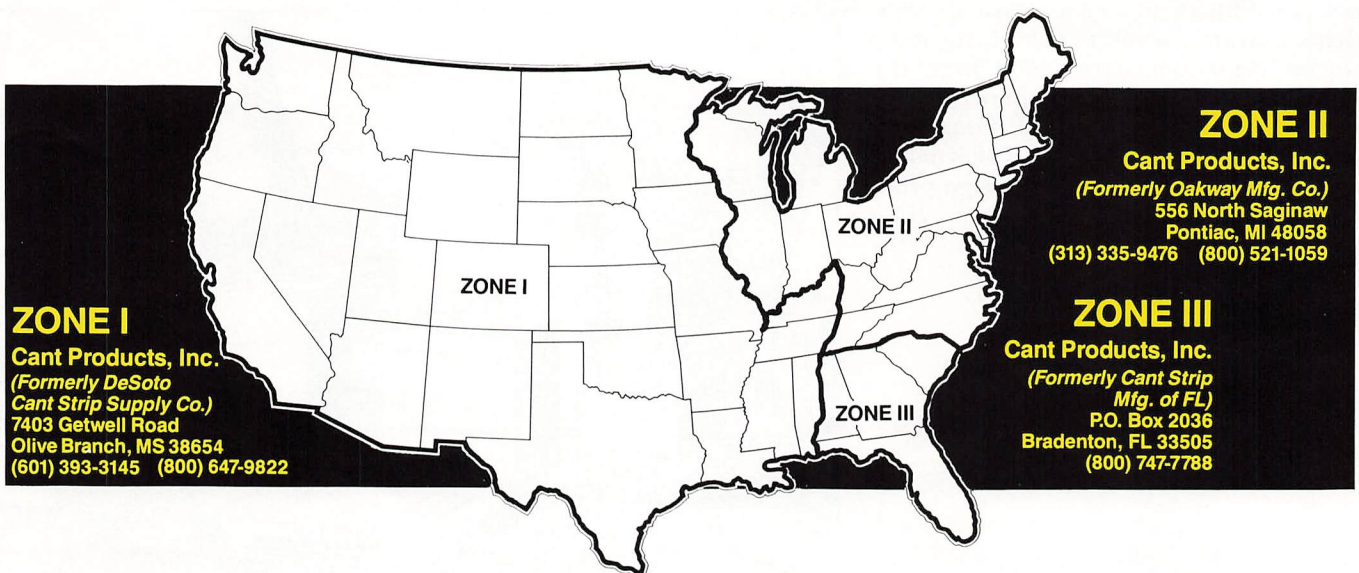 ZONE I
Cant Products, Inc.
(Formerly DeSoto
Cant Strip Supply Co.)
7403 Getwell Road
Olive Branch, MS 38654
(601) 393-3145 (800) 647-9822
ZONE I
ZONE II
ZONE III
ZONE II
Cant Products, Inc.
(Formerly Oakway Mfg. Co.)
556 North Saginaw
Pontiac, MI 48058
(313) 335-9476 (800) 521-1059
ZONE III
Cant Products, Inc.
(Formerly Cant Strip
Mfg. of FL)
P.O. Box 2036
Bradenton, FL 33505
(800) 747-7788